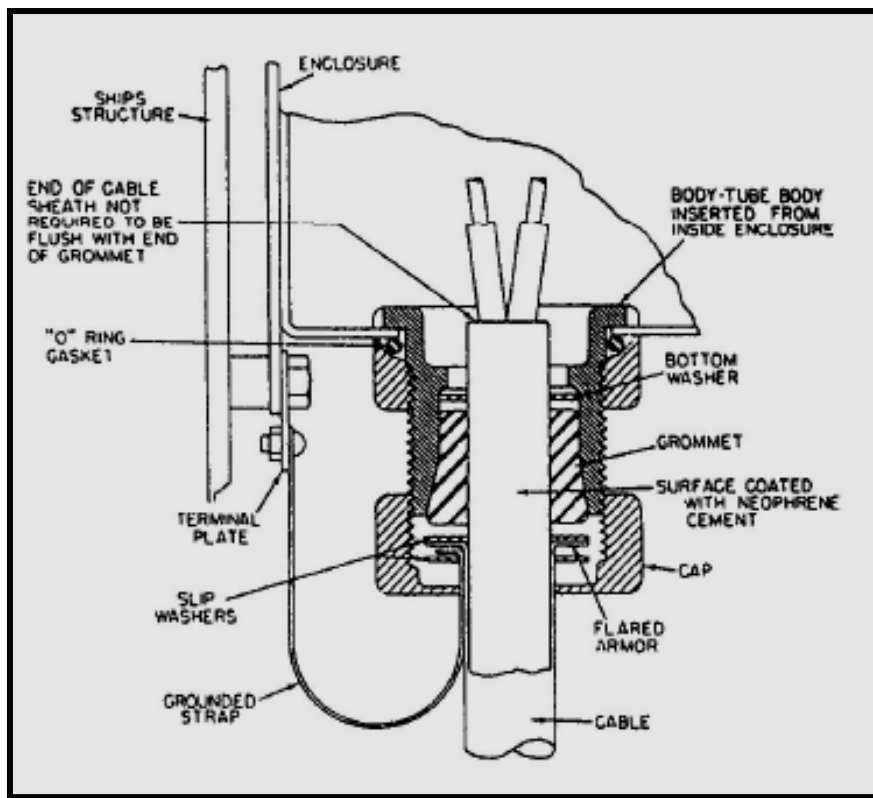 ENCLOSURE
SHIPS
STRUCTURE
END OF CABLE
SHEATH NOT
REQUIRED TO BE
FLUSH WITH END
OF GROMMET
BODY-TUBE BODY
INSERTED FROM
INSIDE ENCLOSURE
"O" RING
GASKET
BOTTOM
WASHER
GROMMET
SURFACE COATED
WITH NEOPHRENE
CEMENT
TERMINAL
PLATE
CAP
SLIP
WASHERS
FLARED
ARMOR
GROUNDED
STRAP
CABLE